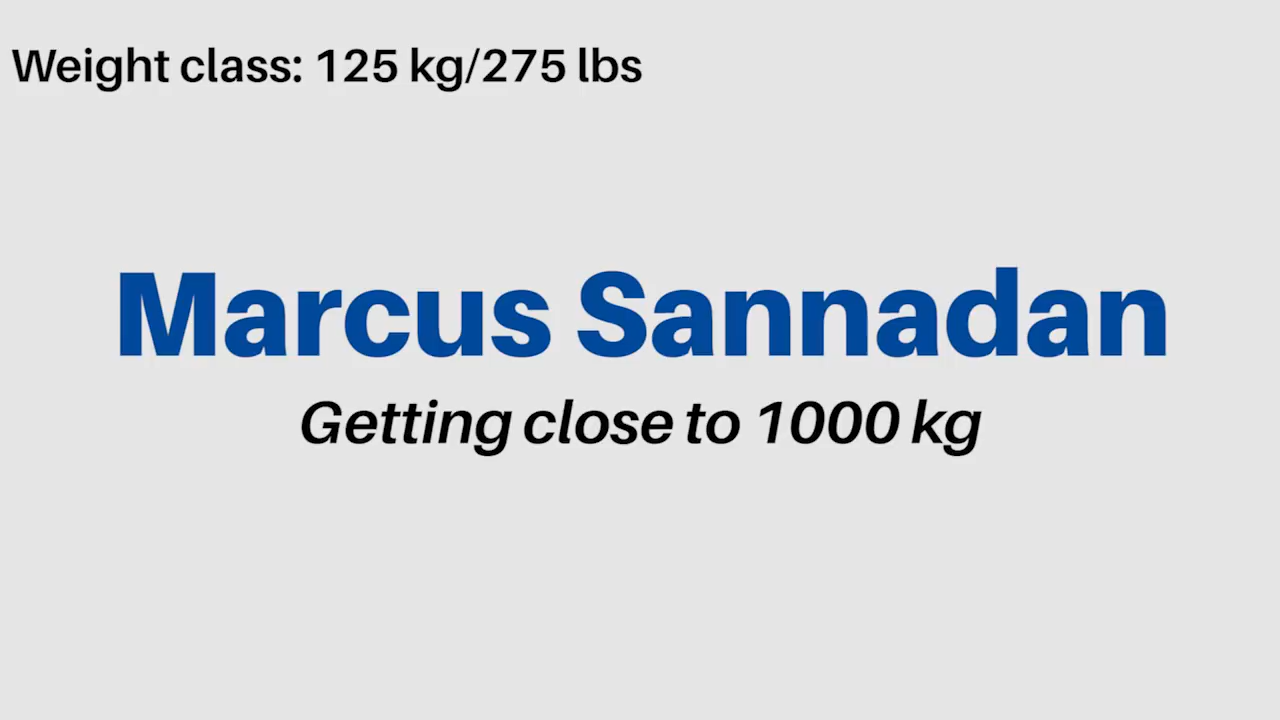 Weight class: 125 kg/275 lbs
Marcus Sannadan
Getting close to 1000 kg